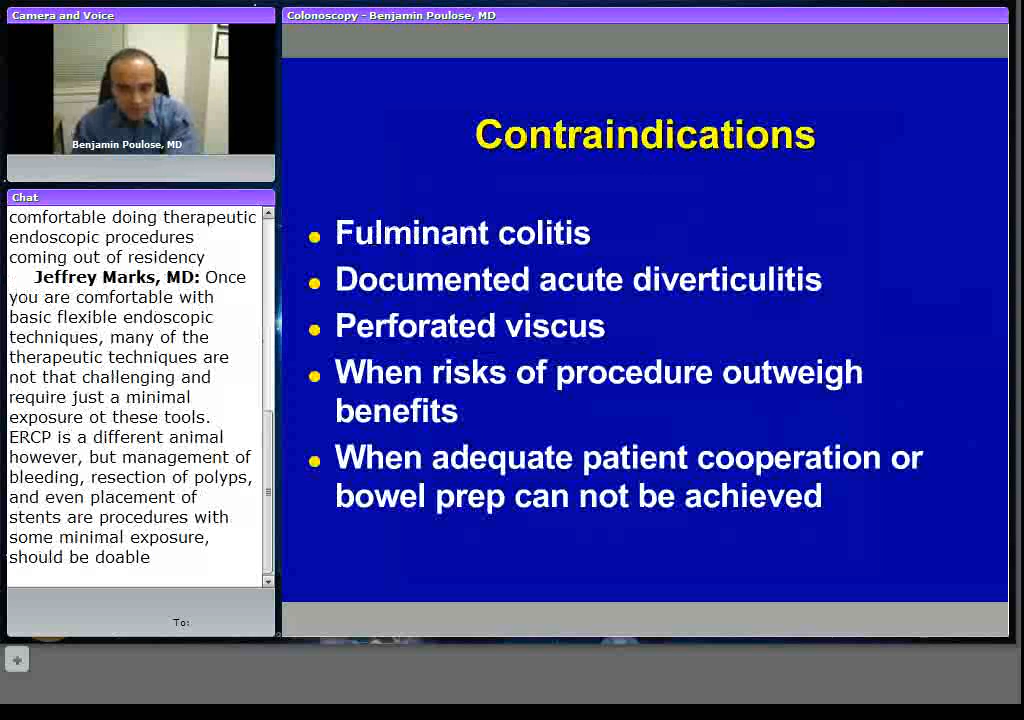 Camera and Voice
Benjamin Poulose, MD
Chat
comfortable doing therapeutic
endoscopic procedures
coming out of residency
Jeffrey Marks, MD: Once
you are comfortable with
basic flexible endoscopic
techniques, many of the
therapeutic techniques are
not that challenging and
require just a minimal
exposure ot these tools.
ERCP is a different animal
however, but management of
bleeding, resection of polyps,
and even placement of
stents are procedures with
some minimal exposure,
should be doable
To:
Colonoscopy - Benjamin Poulose, MD
Contraindications
• Fulminant colitis
• Documented acute diverticulitis
• Perforated viscus
• When risks of procedure outweigh
benefits
• When adequate patient cooperation or
bowel prep can not be achieved